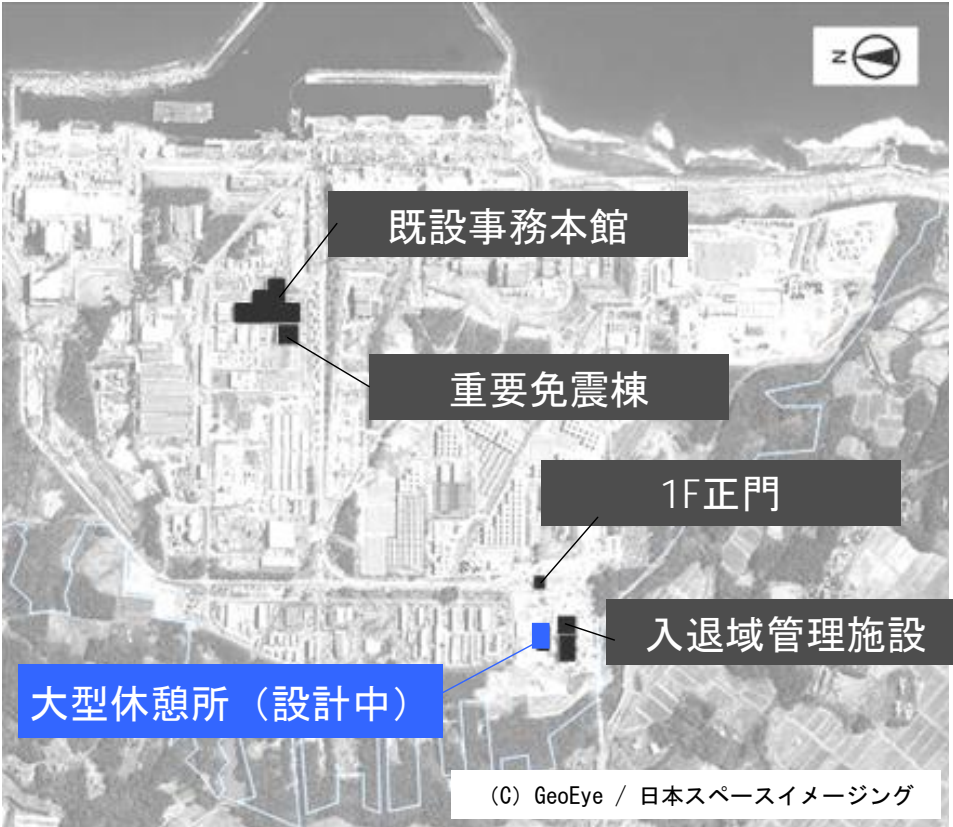 N
既設事務本館
重要免震棟
1F正門
入退域管理施設
大型休憩所（設計中）
(C) GeoEye / 日本スペースイメージング